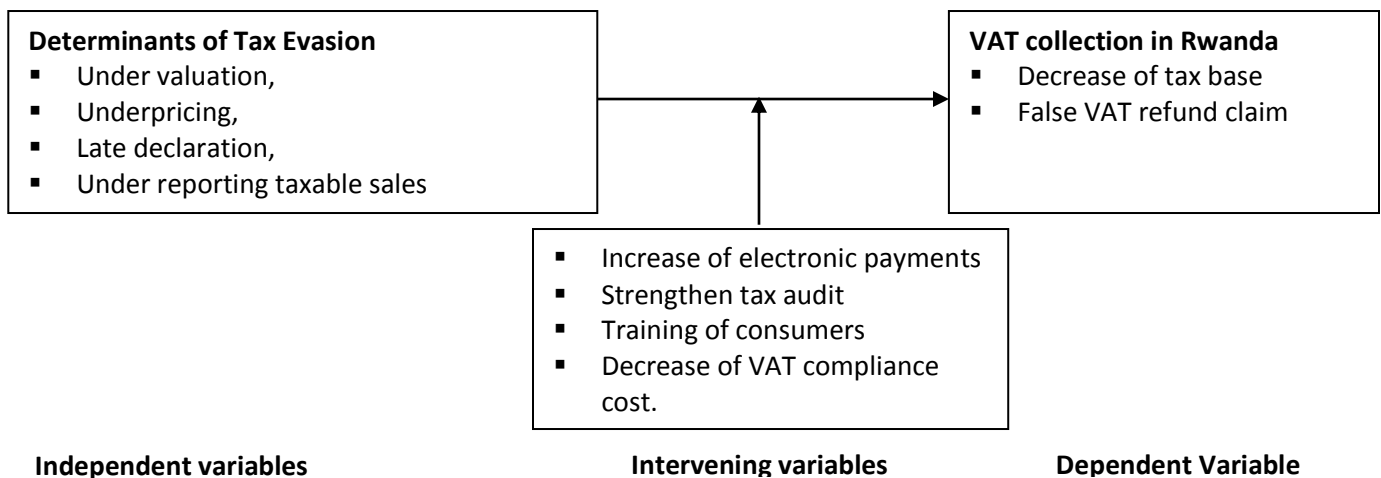 Determinants of Tax Evasion
▪ Under valuation,
▪ Underpricing,
▪ Late declaration,
▪ Under reporting taxable sales
VAT collection in Rwanda
▪ Decrease of tax base
▪ False VAT refund claim
▪ Increase of electronic payments
▪ Strengthen tax audit
▪ Training of consumers
▪ Decrease of VAT compliance
cost.
Independent variables
Intervening variables
Dependent Variable